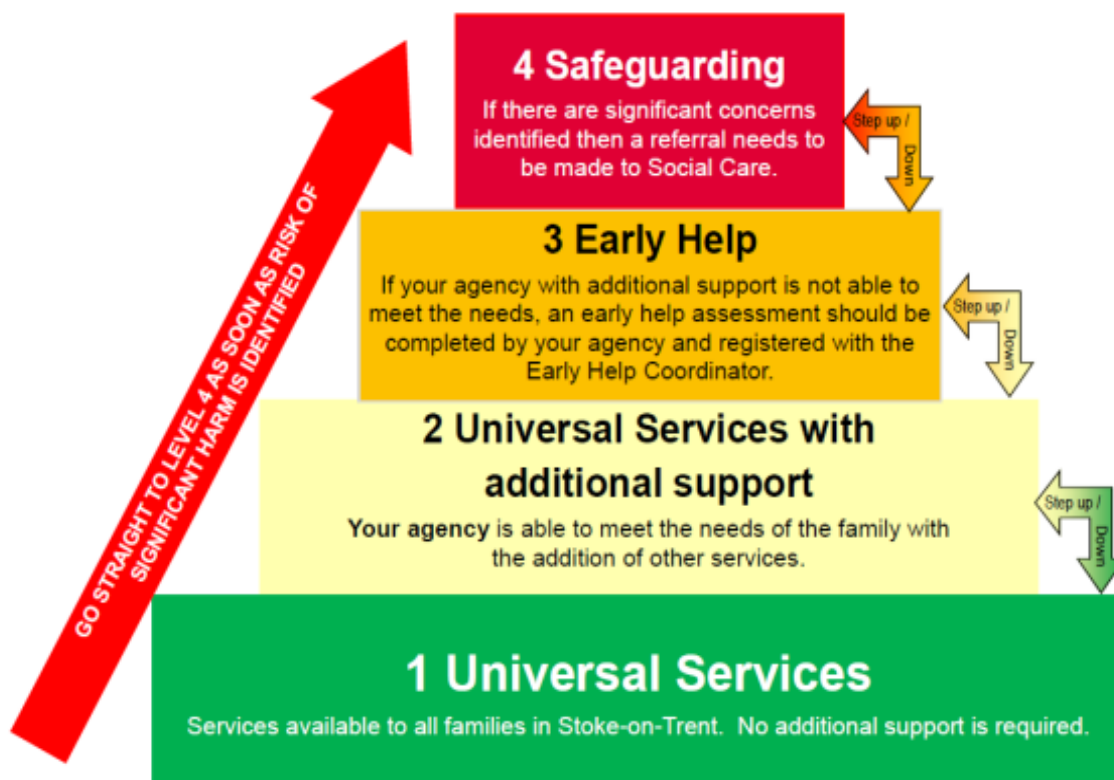 4 Safeguarding
If there are significant concerns
identified then a referral needs to
be made to Social Care.
Step up /
Down
GO STRAIGHT TO LEVEL 4 AS SOON AS RISK OF
SIGNIFICANT HARM IS IDENTIFIED
3 Early Help
If your agency with additional support is not able to
meet the needs, an early help assessment should be
completed by your agency and registered with the
Early Help Coordinator.
Step up /
Down
2 Universal Services with
additional support
Your agency is able to meet the needs of the family with
the addition of other services.
Step up /
Down
1 Universal Services
Services available to all families in Stoke-on-Trent.  No additional support is required.